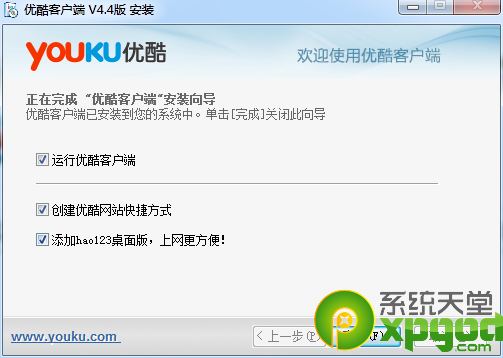 优酷客户端 V4.4版 安装
YOUKU优酷
欢迎使用优酷客户端
正在完成 "优酷客户端"安装向导
优酷客户端已安装到您的系统中。单击[完成]关闭此向导
运行优酷客户端
创建优酷网站快捷方式
添加hao123桌面版，上网更方便！
系统天堂
xpgod
www.youku.com
< 上一步(P)
(F)